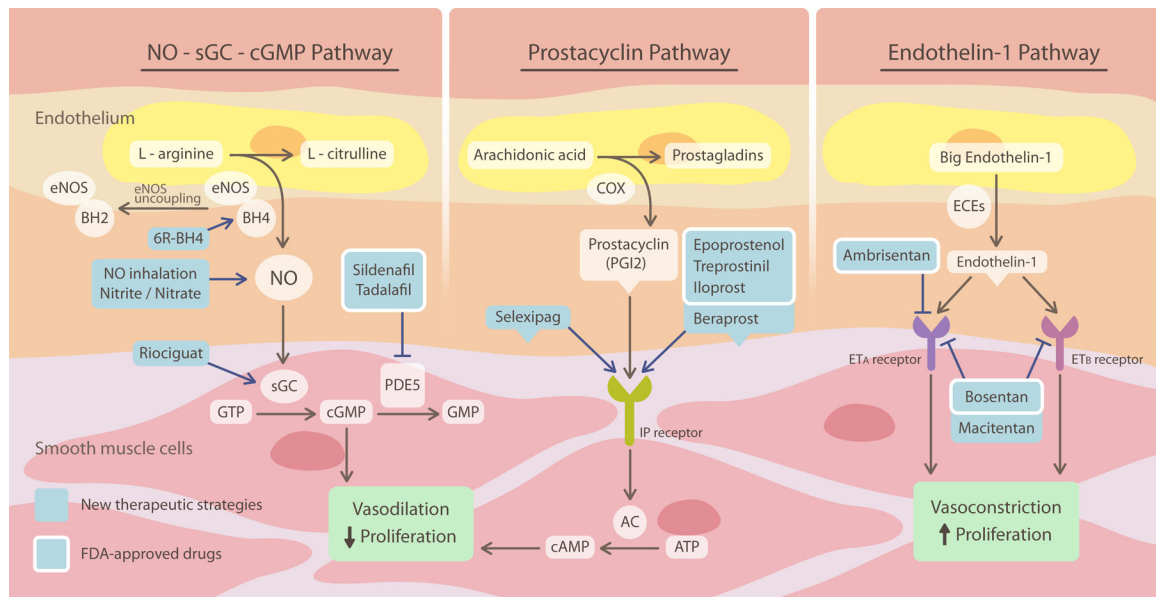 NO - sGC - cGMP Pathway
Endothelium
L - arginine
L - citrulline
eNOS
BH2
eNOS
uncoupling
eNOS
BH4
6R-BH4
NO inhalation
Nitrite / Nitrate
NO
Sildenafil
Tadalafil
Riociguat
sGC
PDE5
GTP
cGMP
GMP
Smooth muscle cells
Vasodilation
Proliferation
New therapeutic strategies
FDA-approved drugs
Prostacyclin Pathway
Arachidonic acid
Prostagladins
COX
Prostacyclin
(PGI2)
Epoprostenol
Treprostinil
Iloprost
Beraprost
Selexipag
IP receptor
AC
cAMP
ATP
Endothelin-1 Pathway
Big Endothelin-1
ECEs
Ambrisentan
Endothelin-1
ETA receptor
ETB receptor
Bosentan
Macitentan
Vasoconstriction
Proliferation